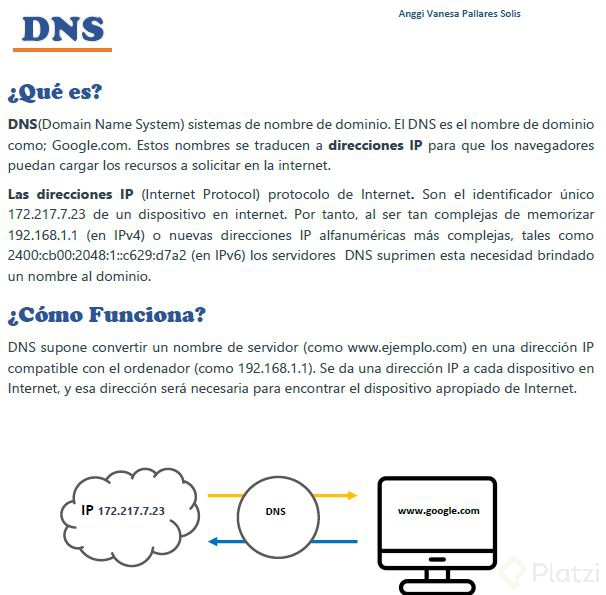 Anggi Vanesa Pallares Solis
DNS
¿Qué es?
DNS(Domain Name System) sistemas de nombre de dominio. El DNS es el nombre de dominio
como; Google.com. Estos nombres se traducen a direcciones IP para que los navegadores
puedan cargar los recursos a solicitar en la internet.
Las direcciones IP (Internet Protocol) protocolo de Internet. Son el identificador único
172.217.7.23 de un dispositivo en internet. Por tanto, al ser tan complejas de memorizar
192.168.1.1 (en IPv4) o nuevas direcciones IP alfanuméricas más complejas, tales como
2400:cb00:2048:1::c629:d7a2 (en IPv6) los servidores DNS suprimen esta necesidad brindado
un nombre al dominio.
¿Cómo Funciona?
DNS supone convertir un nombre de servidor (como www.ejemplo.com) en una dirección IP
compatible con el ordenador (como 192.168.1.1). Se da una dirección IP a cada dispositivo en
Internet, y esa dirección será necesaria para encontrar el dispositivo apropiado de Internet.
IP 172.217.7.23
DNS
www.google.com
Platzi